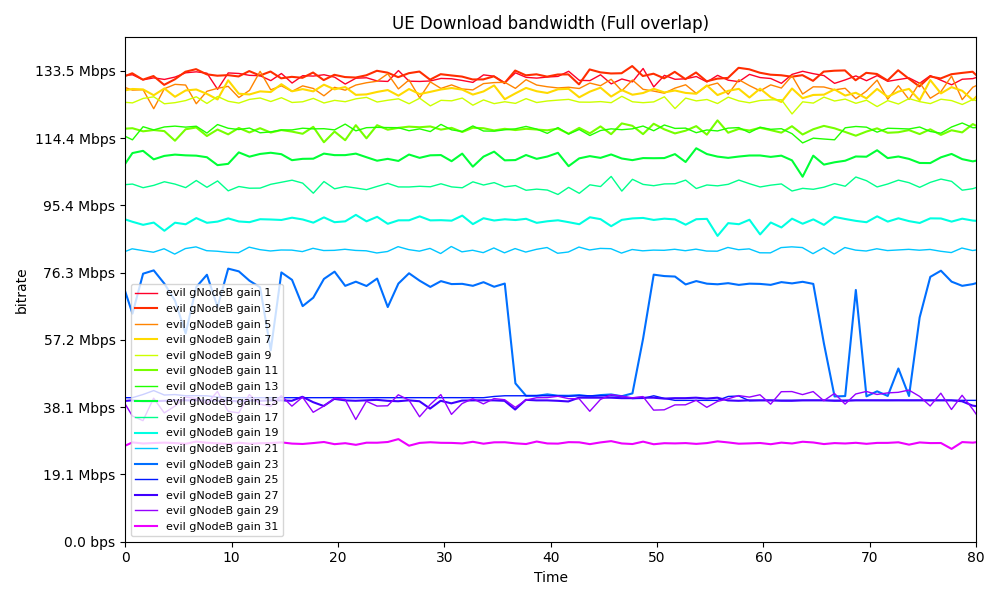 UE Download bandwidth (Full overlap)
133.5 Mbps
114.4 Mbps
95.4 Mbps
76.3 Mbps
57.2 Mbps
38.1 Mbps
19.1 Mbps
0.0 bps
bitrate
evil gNodeB gain 1
evil gNodeB gain 3
evil gNodeB gain 5
evil gNodeB gain 7
evil gNodeB gain 9
evil gNodeB gain 11
evil gNodeB gain 13
evil gNodeB gain 15
evil gNodeB gain 17
evil gNodeB gain 19
evil gNodeB gain 21
evil gNodeB gain 23
evil gNodeB gain 25
evil gNodeB gain 27
evil gNodeB gain 29
evil gNodeB gain 31
0 10 20 30 40 50 60 70 80
Time